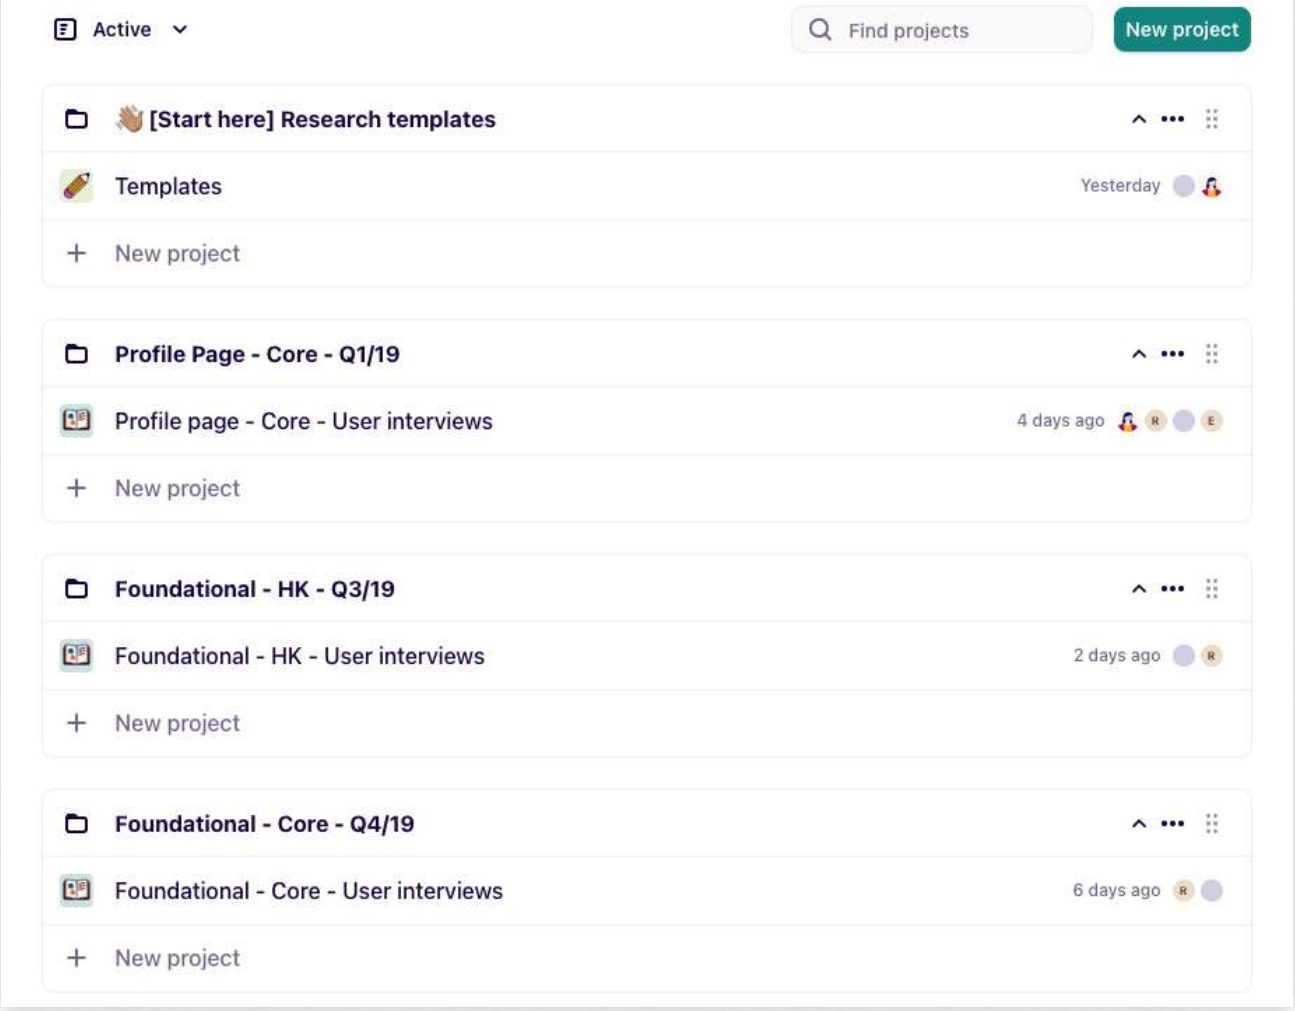 Active
Find projects
New project
👋🏽 [Start here] Research templates
Templates
Yesterday
New project
Profile Page - Core - Q1/19
Profile page - Core - User interviews
4 days ago R E
New project
Foundational - HK - Q3/19
Foundational - HK - User interviews
2 days ago R
New project
Foundational - Core - Q4/19
Foundational - Core - User interviews
6 days ago R
New project